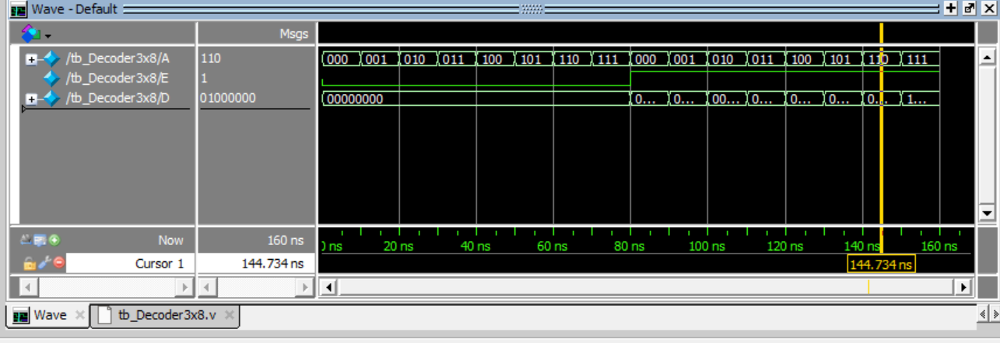 Wave - Default
Msgs
/tb_Decoder3x8/A 110 000 001 010 011 100 101 110 111 000 001 010 011 100 101 110 111
/tb_Decoder3x8/E 1
/tb_Decoder3x8/D 01000000 00000000 0... 0... 00... 0... 0... 0... 0... 1...
Now 160 ns ns 20 ns 40 ns 60 ns 80 ns 100 ns 120 ns 140 ns 160 ns
Cursor 1 144.734 ns 144.734 ns
Wave tb_Decoder3x8.v